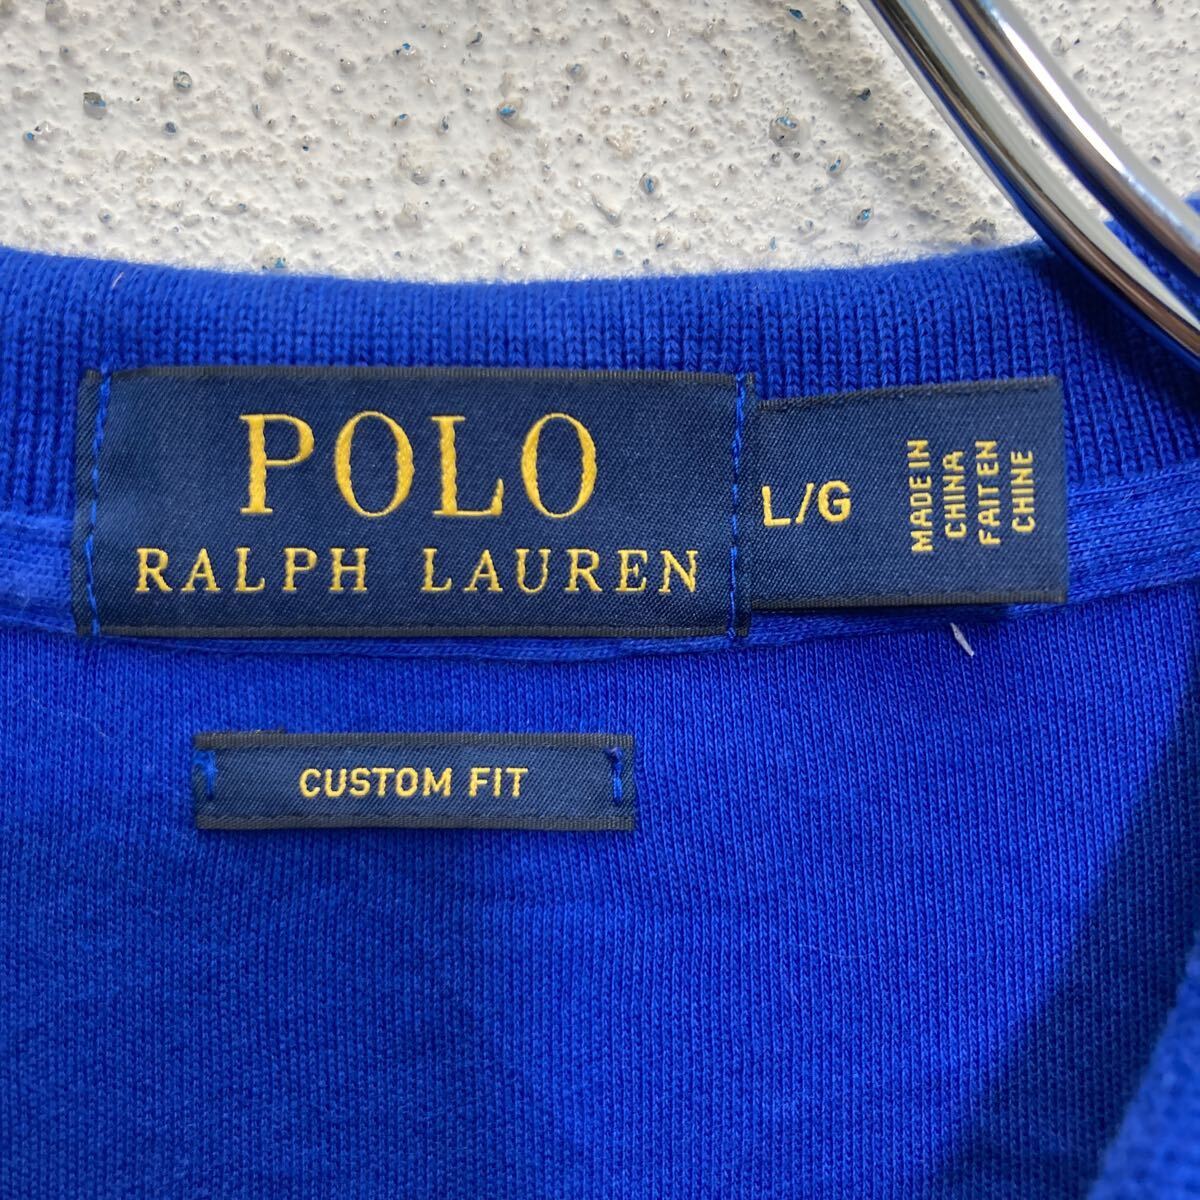 POLO
RALPH LAUREN
L/G
MADE IN
CHINA
FAIT EN
CHINE
CUSTOM FIT